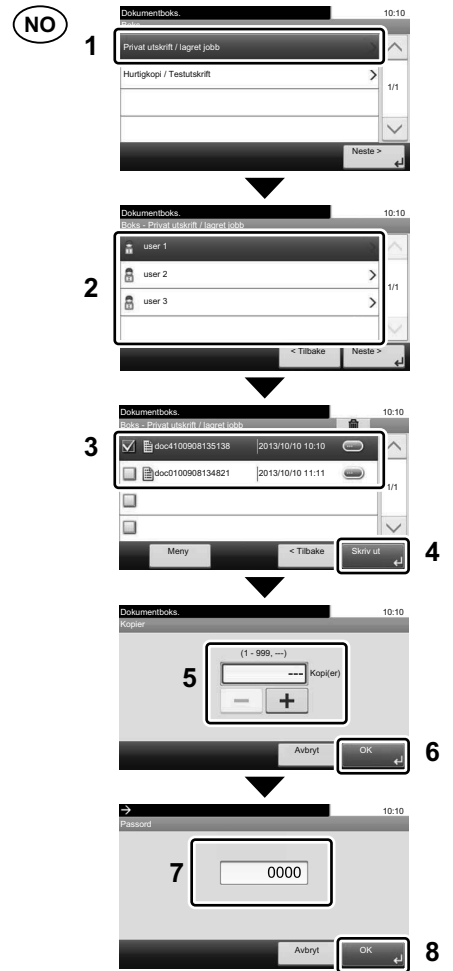 NO
1
Dokumentboks.
10:10
Boks
Privat utskrift / lagret jobb
Hurtigkopi / Testutskrift
1/1
Neste >
2
Dokumentboks.
10:10
Boks - Privat utskrift / lagret jobb
user 1
user 2
1/1
user 3
< Tilbake
Neste >
3
Dokumentboks.
10:10
Boks - Privat utskrift / lagret jobb
doc4100908135138 2013/10/10 10:10
doc0100908134821 2013/10/10 11:11
1/1
Meny
< Tilbake
Skriv ut
4
Dokumentboks.
10:10
Kopier
(1 - 999, ---)
5
--- Kopi(er)
Avbryt
OK
6
10:10
Passord
7
0000
Avbryt
OK
8